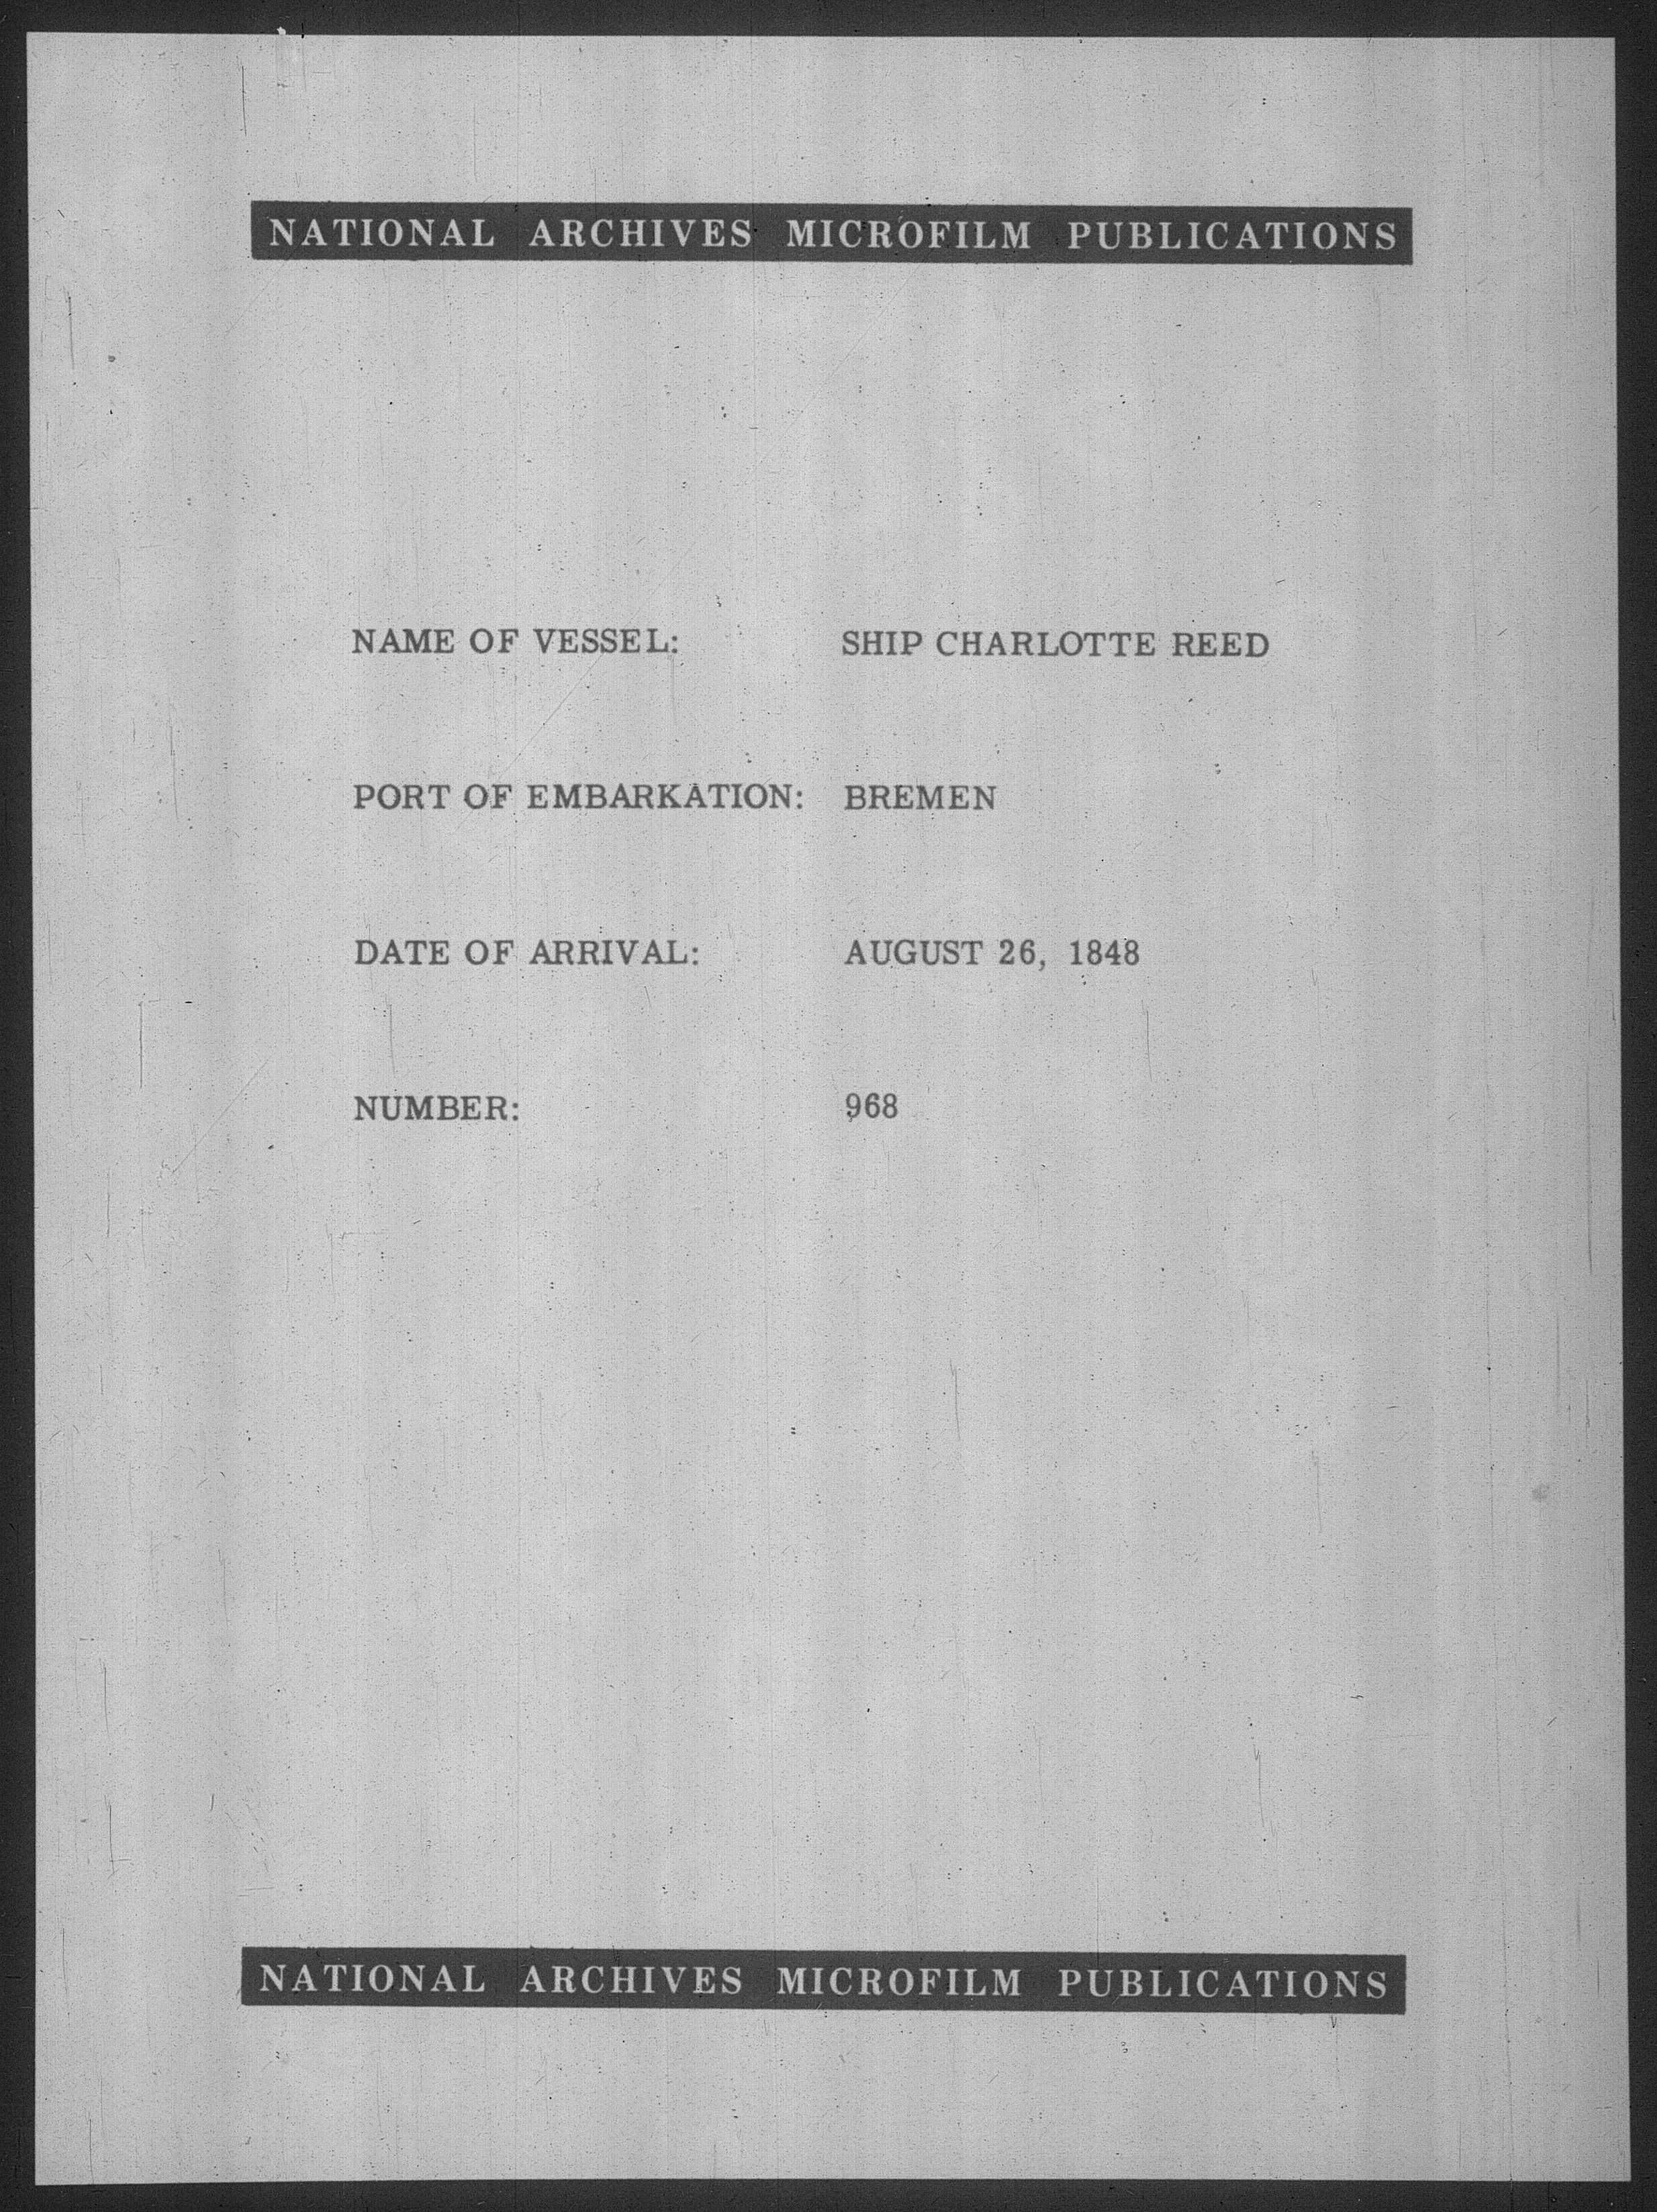 NATIONAL ARCHIVES MICROFILM PUBLICATIONS
NAME OF VESSEL: SHIP CHARLOTTE REED
PORT OF EMBARKATION: BREMEN
DATE OF ARRIVAL: AUGUST 26, 1848
NUMBER: 968
NATIONAL ARCHIVES MICROFILM PUBLICATIONS